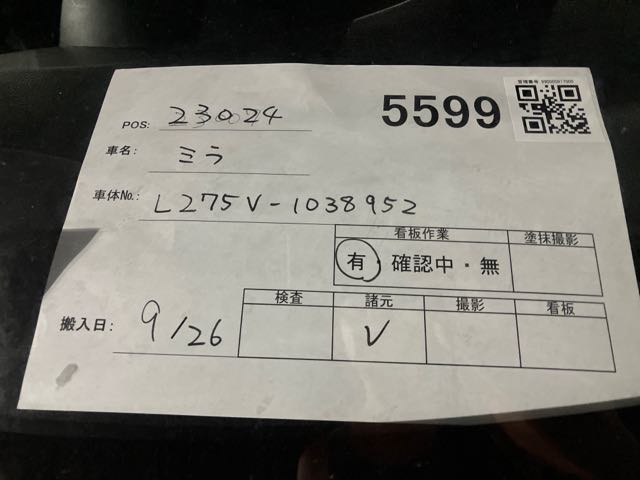 POS: 23024
5599
車名: ミラ
車体No.: L275V-1038952
看板作業 塗抹撮影
有・確認中・無
検査 諸元 撮影 看板
搬入日: 9/26 V